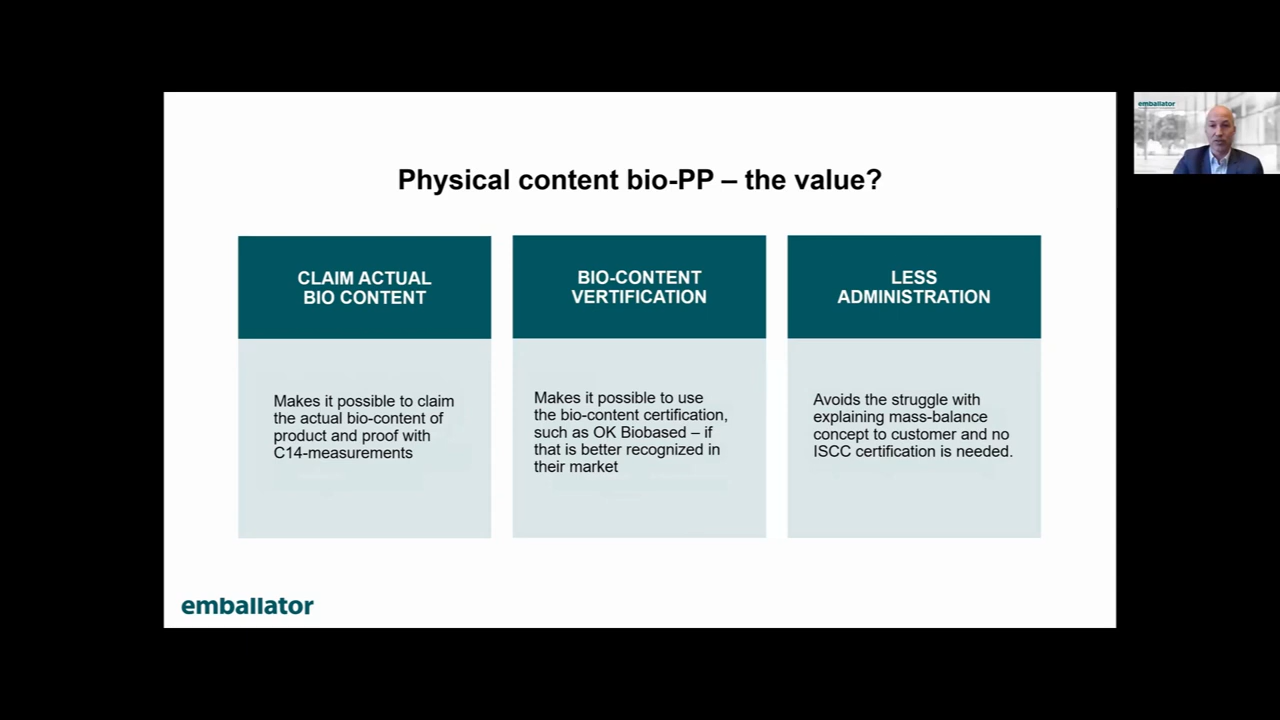 emballator
Physical content bio-PP – the value?
CLAIM ACTUAL
BIO CONTENT
Makes it possible to claim
the actual bio-content of
product and proof with
C14-measurements
BIO-CONTENT
VERTIFICATION
Makes it possible to use
the bio-content certification,
such as OK Biobased – if
that is better recognized in
their market
LESS
ADMINISTRATION
Avoids the struggle with
explaining mass-balance
concept to customer and no
ISCC certification is needed.
emballator